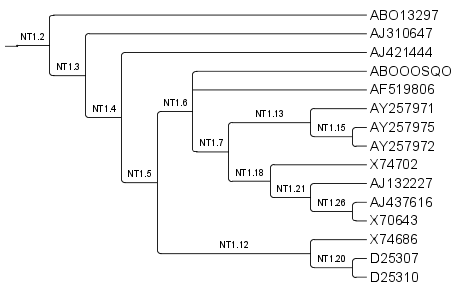 ABO13297
NT1.2
AJ310647
NT1.3
AJ421444
NT1.4
ABOOOSQO
NT1.6
AF519806
NT1.13
AY257971
NT1.15
AY257975
NT1.7
AY257972
NT1.5
NT1.18
X74702
NT1.21
AJ132227
NT1.26
AJ437616
X70643
NT1.12
X74686
NT1.20
D25307
D25310